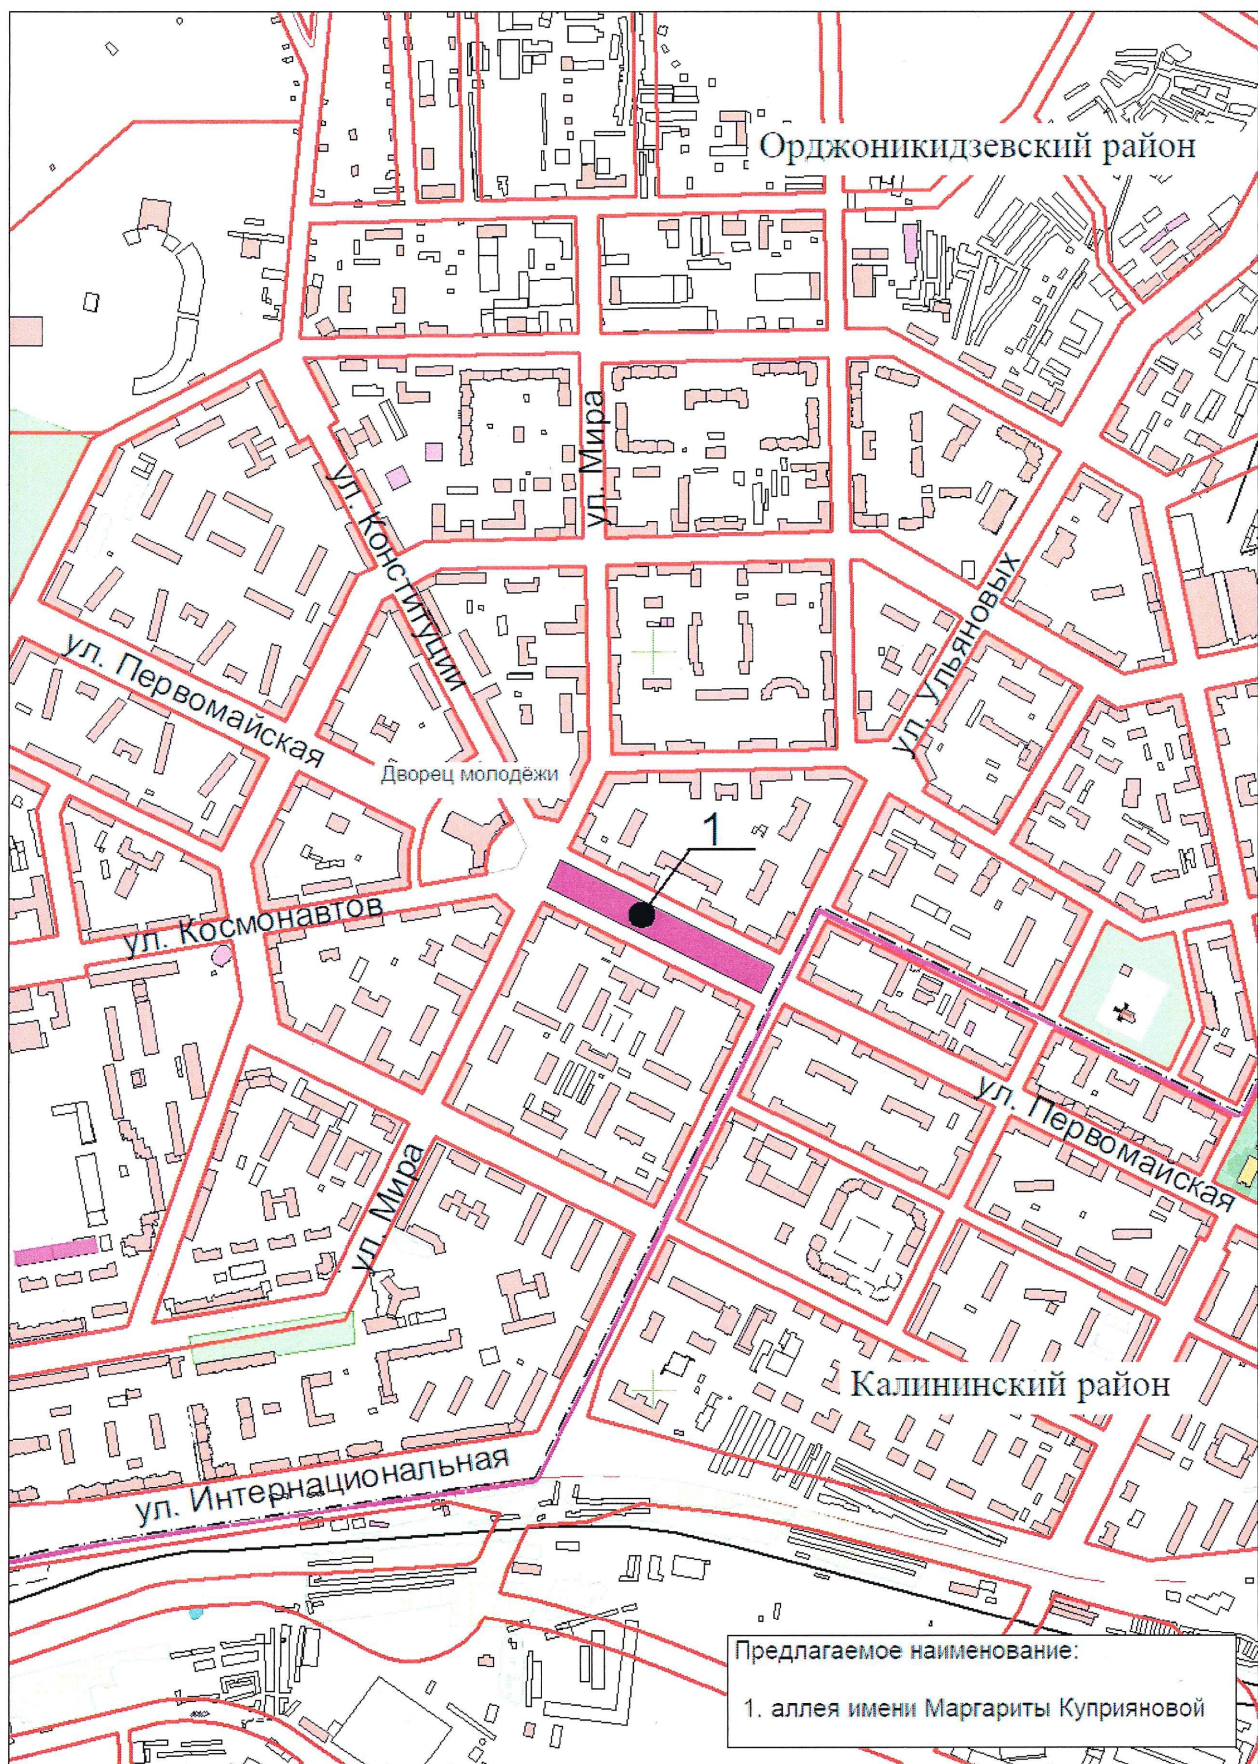 Орджоникидзевский район
ул. Мира
ул. Конституции
ул. Ульяновых
ул. Первомайская
Дворец молодёжи
1
ул. Космонавтов
ул. Первомайская
ул. Мира
Калининский район
ул. Интернациональная
Предлагаемое наименование:
1. аллея имени Маргариты Куприяновой